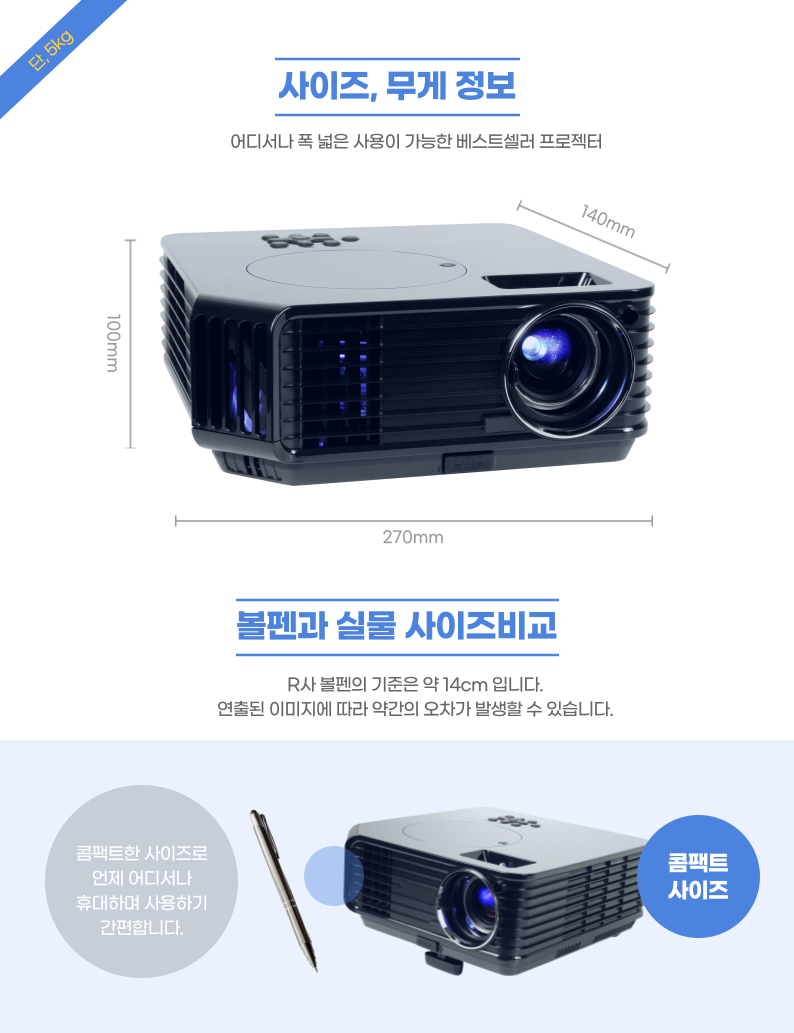 단, 5kg
사이즈, 무게 정보
어디서나 폭 넓은 사용이 가능한 베스트셀러 프로젝터
140mm
100mm
270mm
볼펜과 실물 사이즈비교
R사 볼펜의 기준은 약 14cm 입니다.
연출된 이미지에 따라 약간의 오차가 발생할 수 있습니다.
콤팩트한 사이즈로
언제 어디서나
휴대하며 사용하기
간편합니다.
콤팩트
사이즈